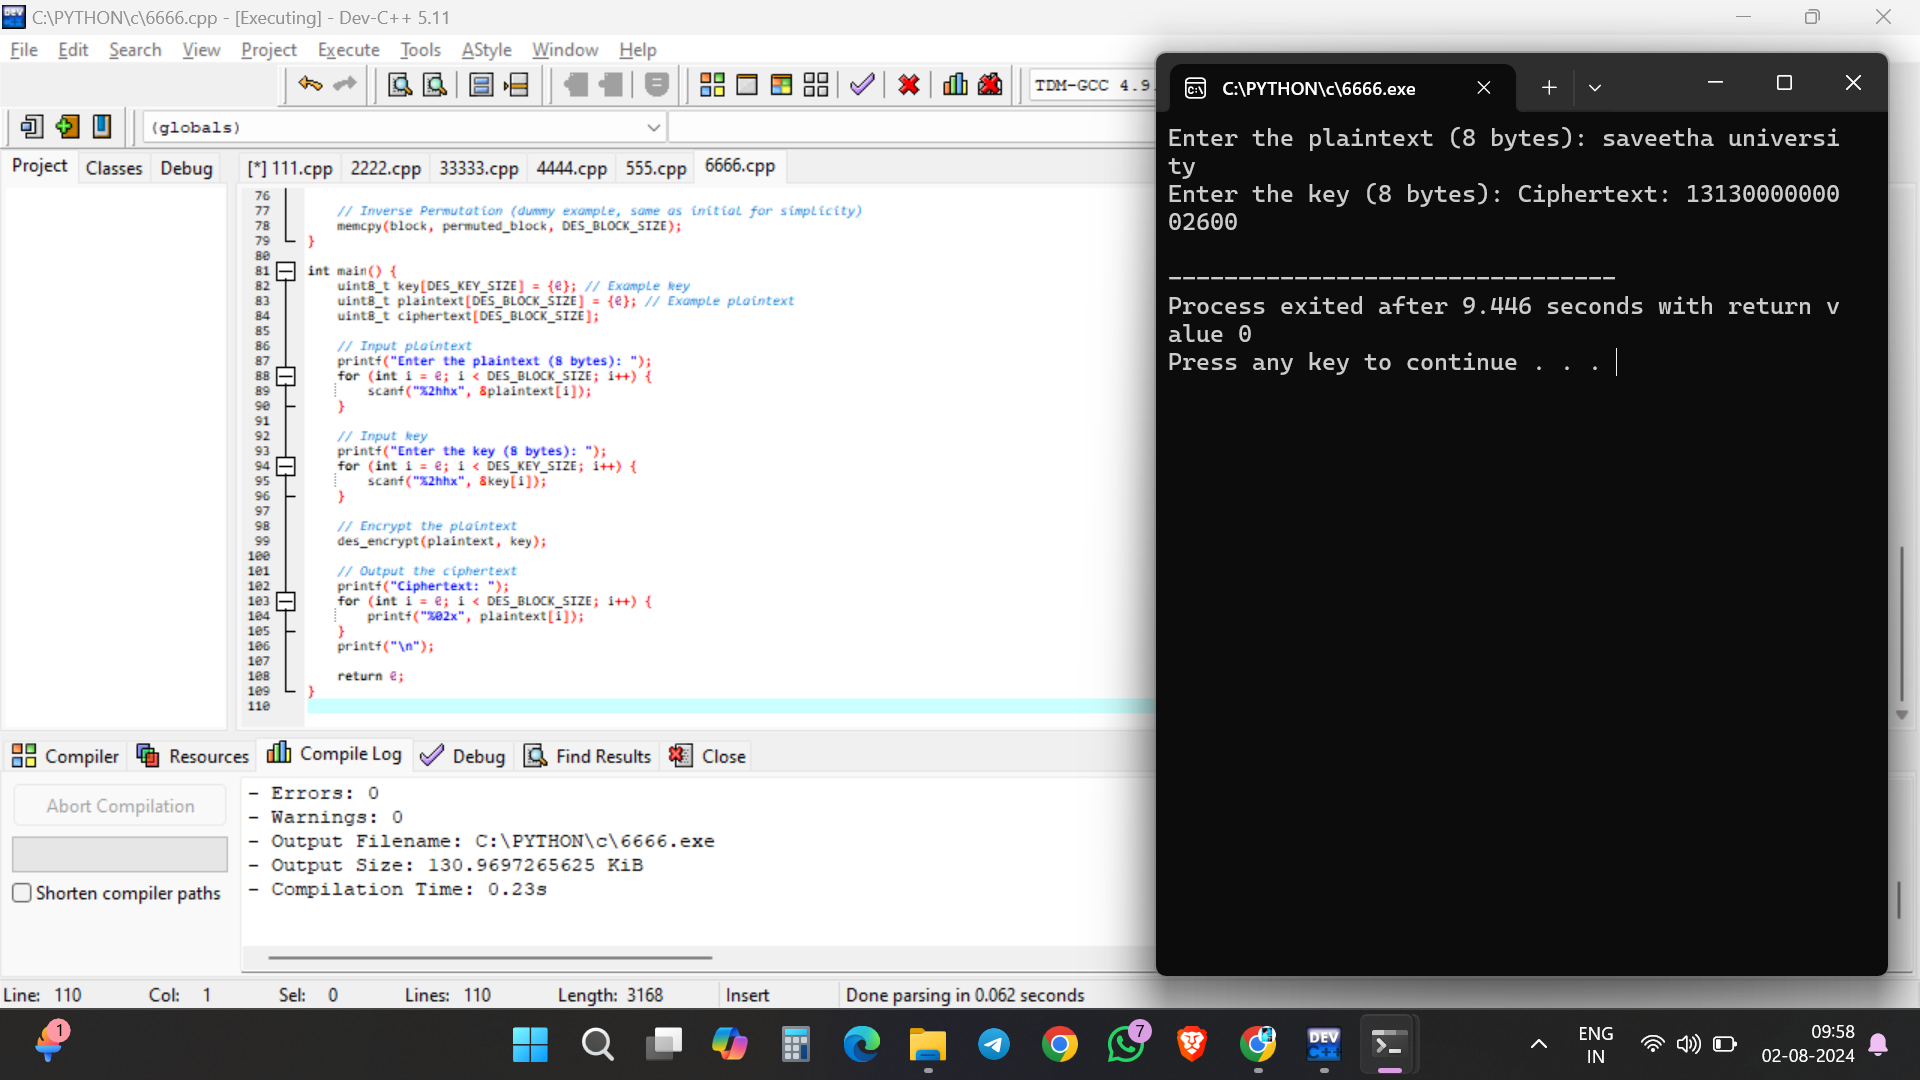 C:\PYTHON\c\6666.cpp - [Executing] - Dev-C++ 5.11
File Edit Search View Project Execute Tools AStyle Window Help
TDM-GCC 4.9.
(globals)
Project Classes Debug
[*] 111.cpp 2222.cpp 33333.cpp 4444.cpp 555.cpp 6666.cpp
76
77 // Inverse Permutation (dummy example, same as initial for simplicity)
78 memcpy(block, permuted_block, DES_BLOCK_SIZE);
79 }
80
81 int main() {
82 uint8_t key[DES_KEY_SIZE] = {0}; // Example key
83 uint8_t plaintext[DES_BLOCK_SIZE] = {0}; // Example plaintext
84 uint8_t ciphertext[DES_BLOCK_SIZE];
85
86 // Input plaintext
87 printf("Enter the plaintext (8 bytes): ");
88 for (int i = 0; i < DES_BLOCK_SIZE; i++) {
89 scanf("%2hhx", &plaintext[i]);
90 }
91
92 // Input key
93 printf("Enter the key (8 bytes): ");
94 for (int i = 0; i < DES_KEY_SIZE; i++) {
95 scanf("%2hhx", &key[i]);
96 }
97
98 // Encrypt the plaintext
99 des_encrypt(plaintext, key);
100
101 // Output the ciphertext
102 printf("Ciphertext: ");
103 for (int i = 0; i < DES_BLOCK_SIZE; i++) {
104 printf("%02x", plaintext[i]);
105 }
106 printf("\n");
107
108 return 0;
109 }
110
C:\PYTHON\c\6666.exe
Enter the plaintext (8 bytes): saveetha universi
ty
Enter the key (8 bytes): Ciphertext: 13130000000
02600
--------------------------------
Process exited after 9.446 seconds with return v
alue 0
Press any key to continue . . .
Compiler Resources Compile Log Debug Find Results Close
Abort Compilation
Shorten compiler paths
- Errors: 0
- Warnings: 0
- Output Filename: C:\PYTHON\c\6666.exe
- Output Size: 130.9697265625 KiB
- Compilation Time: 0.23s
Line: 110 Col: 1 Sel: 0 Lines: 110 Length: 3168 Insert Done parsing in 0.062 seconds
1
7
DEV
C++
ENG
IN
09:58
02-08-2024